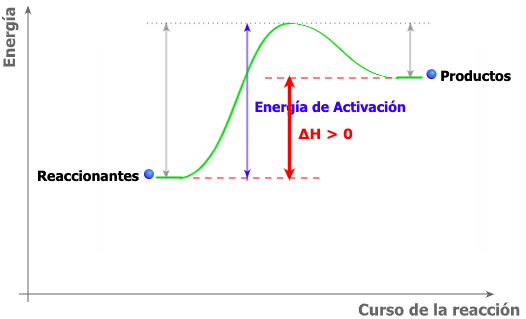 Energía
Productos
Energía de Activación
ΔH > 0
Reaccionantes
Curso de la reacción